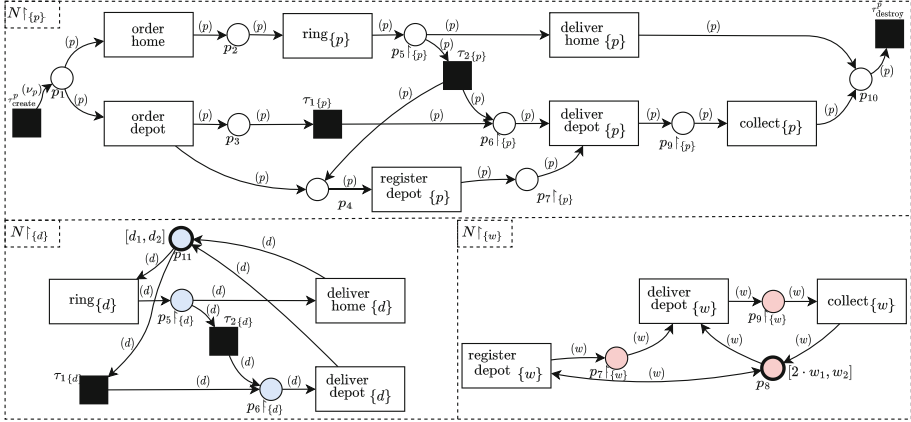 N↾{p}
τ^p_destroy
order home
(p)
p2
(p)
ring{p}
(p)
(p)
deliver home {p}
(p)
(p)
p5↾{p}
(p)
τ2{p}
τ^p_create
(νp)
p1
(p)
(p)
(p)
p10
order depot
(p)
p3
(p)
τ1{p}
(p)
(p)
p6↾{p}
(p)
deliver depot {p}
(p)
p9↾{p}
(p)
collect{p}
(p)
(p)
p4
(p)
register depot {p}
(p)
p7↾{p}
(p)
N↾{d}
[d1, d2]
p11
(d)
(d)
(d)
ring{d}
(d)
p5↾{d}
(d)
(d)
deliver home {d}
τ2{d}
(d)
(d)
τ1{d}
(d)
p6↾{d}
(d)
deliver depot {d}
N↾{w}
deliver depot {w}
(w)
p9↾{w}
(w)
collect{w}
(w)
(w)
(w)
register depot {w}
(w)
p7↾{w}
(w)
p8
[2 · w1, w2]